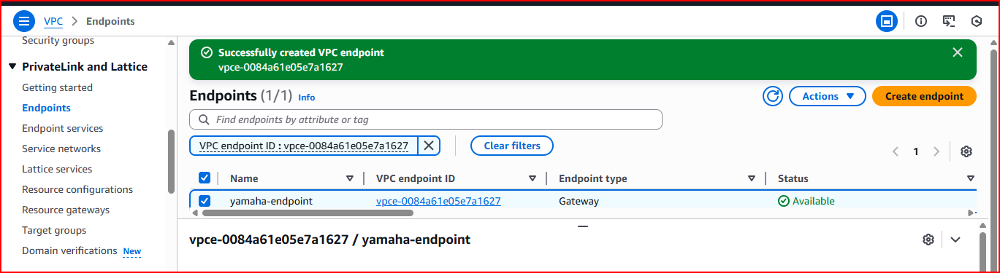 VPC > Endpoints
Security groups
PrivateLink and Lattice
Getting started
Endpoints
Endpoint services
Service networks
Lattice services
Resource configurations
Resource gateways
Target groups
Domain verifications New
Successfully created VPC endpoint
vpce-0084a61e05e7a1627
Endpoints (1/1) Info
Actions
Create endpoint
Find endpoints by attribute or tag
VPC endpoint ID : vpce-0084a61e05e7a1627
Clear filters
1
Name VPC endpoint ID Endpoint type Status
yamaha-endpoint vpce-0084a61e05e7a1627 Gateway Available
vpce-0084a61e05e7a1627 / yamaha-endpoint